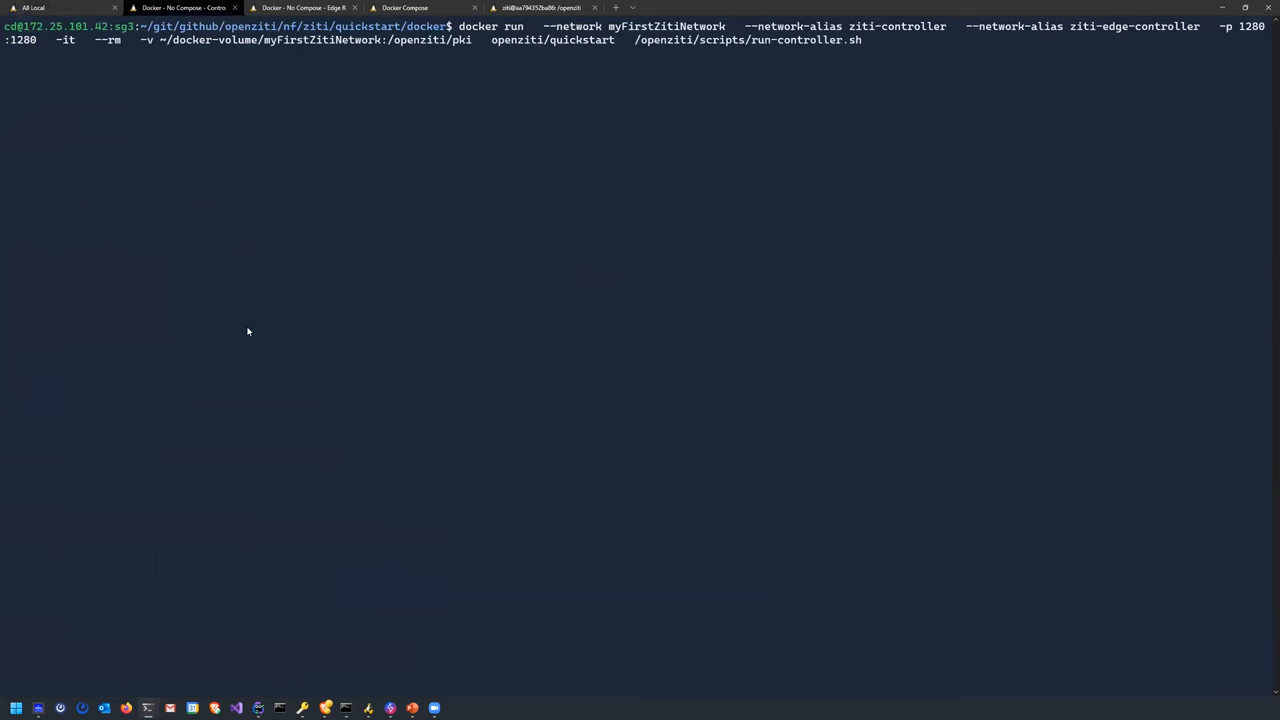 All Local
Docker - No Compose - Contro
Docker - No Compose - Edge R
Docker Compose
ziti@aa794352ba86: /openziti
cd@172.25.101.42:sg3:~/git/github/openziti/nf/ziti/quickstart/docker$ docker run   --network myFirstZitiNetwork   --network-alias ziti-controller   --network-alias ziti-edge-controller   -p 1280
:1280   -it   --rm   -v ~/docker-volume/myFirstZitiNetwork:/openziti/pki   openziti/quickstart   /openziti/scripts/run-controller.sh